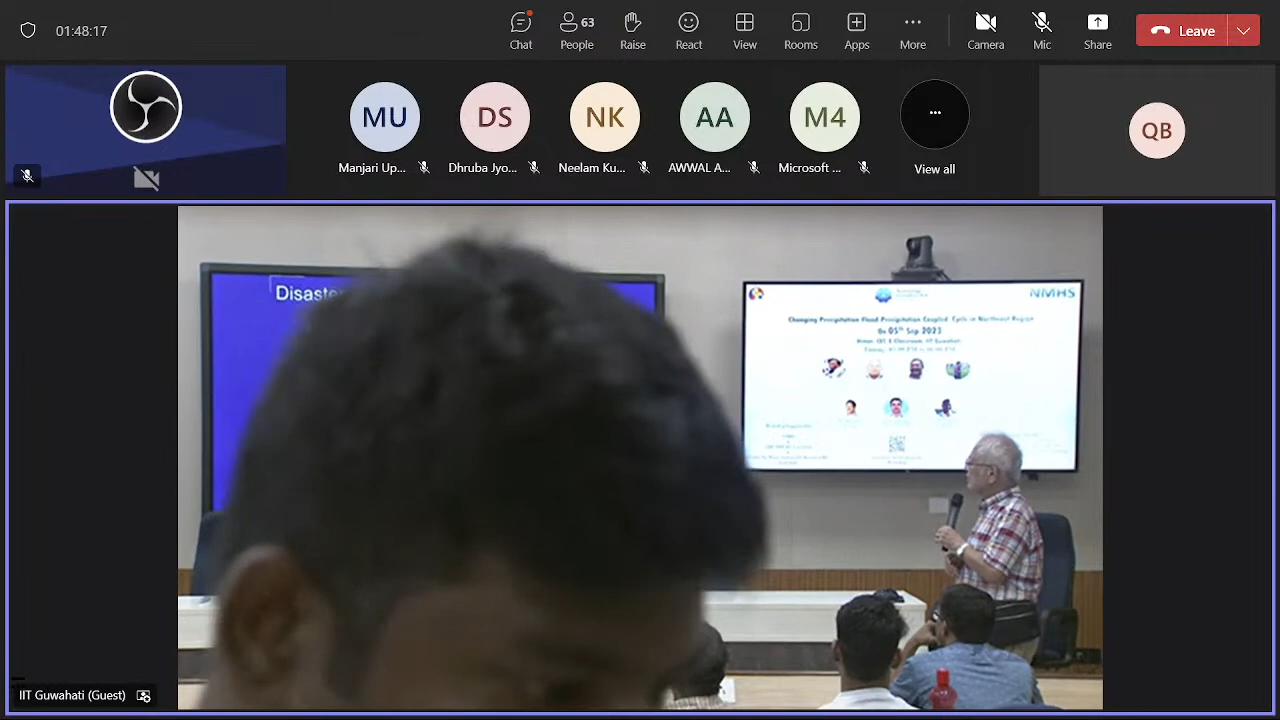 01:48:17
Chat
63
People
Raise
React
View
Rooms
Apps
More
Camera
Mic
Share
Leave
MU
DS
NK
AA
M4
QB
Manjari Up...
Dhruba Jyo...
Neelam Ku...
AWWAL A...
Microsoft ...
View all
Disaste
NMHS
Changing Precipitation Flood Precipitation Coupled Cycle in Northeast Region
On 05th Sep 2023
IIT Guwahati (Guest)